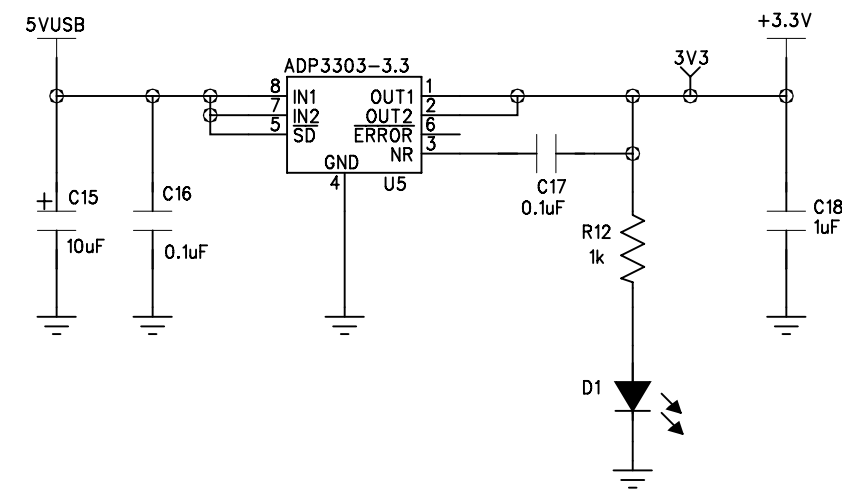 5VUSB
+3.3V
ADP3303-3.3
3V3
8
IN1
OUT1
1
7
IN2
OUT2
2
5
SD
ERROR
6
NR
3
GND
4
U5
+
C15
10uF
C16
0.1uF
C17
0.1uF
C18
1uF
R12
1k
D1